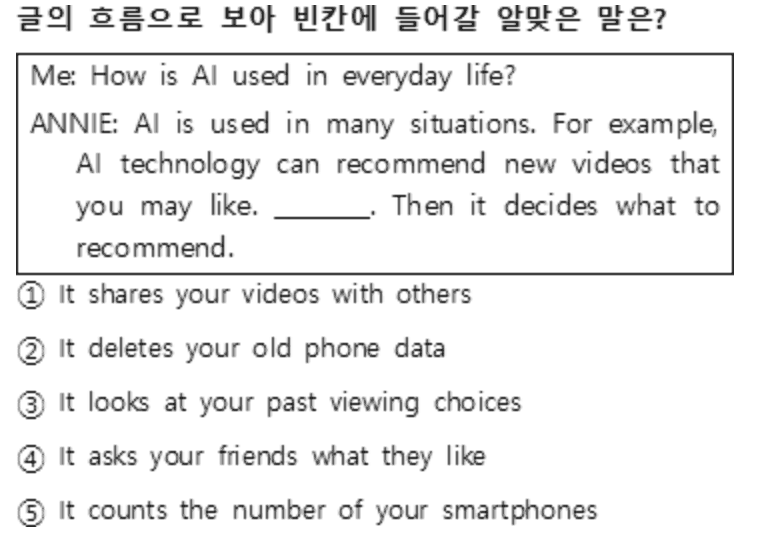 글의 흐름으로 보아 빈칸에 들어갈 알맞은 말은?
Me: How is AI used in everyday life?
ANNIE: AI is used in many situations. For example,
AI technology can recommend new videos that
you may like. _______. Then it decides what to
recommend.
① It shares your videos with others
② It deletes your old phone data
③ It looks at your past viewing choices
④ It asks your friends what they like
⑤ It counts the number of your smartphones